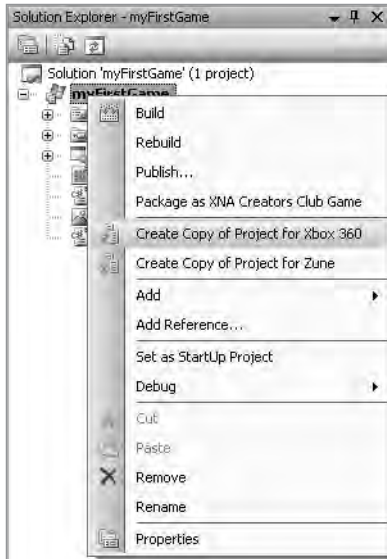 Solution Explorer - myFirstGame
Solution 'myFirstGame' (1 project)
myFirstGame
Build
Rebuild
Publish...
Package as XNA Creators Club Game
Create Copy of Project for Xbox 360
Create Copy of Project for Zune
Add
Add Reference...
Set as StartUp Project
Debug
Cut
Paste
Remove
Rename
Properties